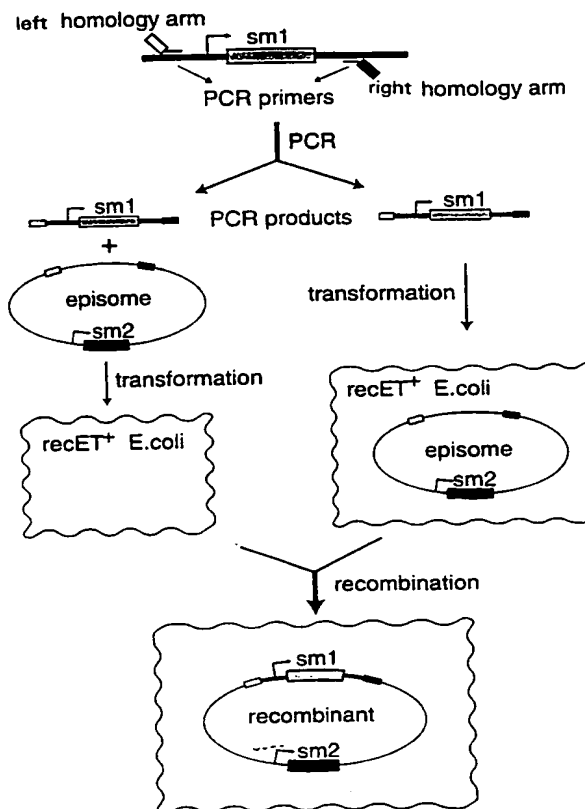 left homology arm
sm1
PCR primers
right homology arm
PCR
sm1
PCR products
sm1
+
episome
sm2
transformation
transformation
recET+ E.coli
recET+ E.coli
episome
sm2
recombination
sm1
recombinant
sm2